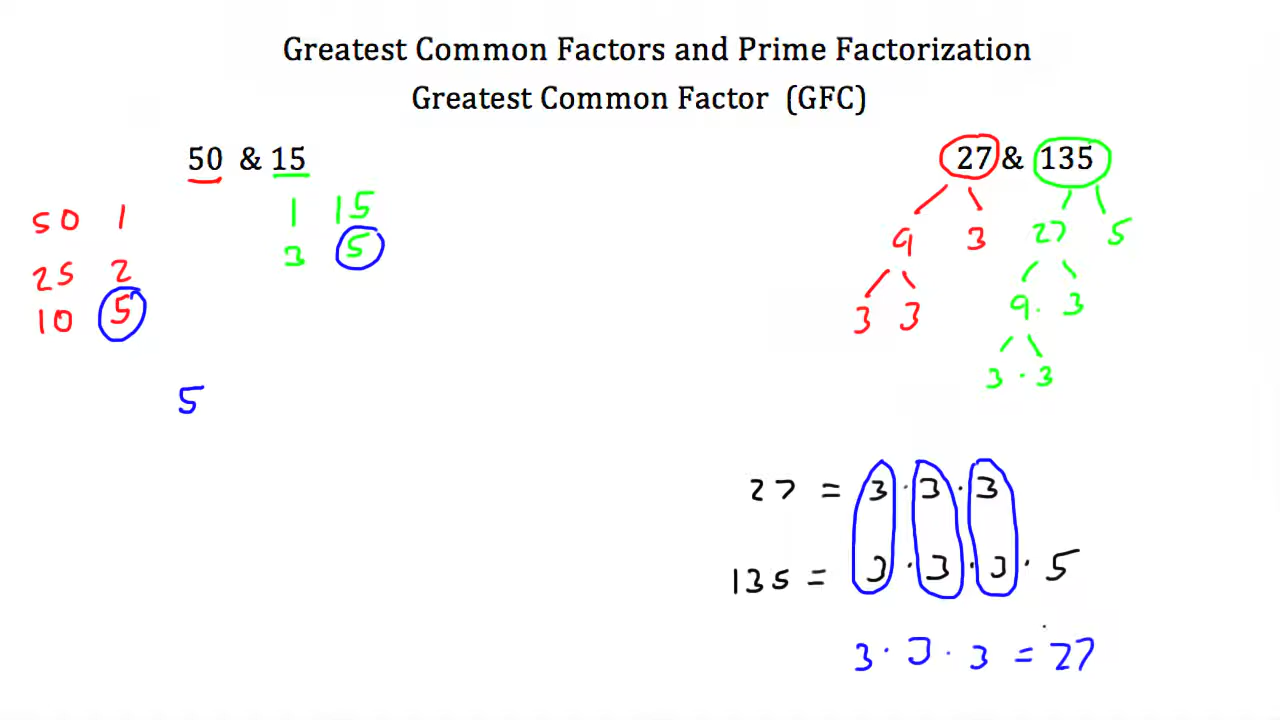 Greatest Common Factors and Prime Factorization
Greatest Common Factor (GFC)
50 & 15
50 1
25 2
10 5
1 15
3 5
5
27 & 135
9 3 27 5
3 3 9 · 3
3 · 3
27 = 3 · 3 · 3
135 = 3 · 3 · 3 · 5
3 · 3 · 3 = 27